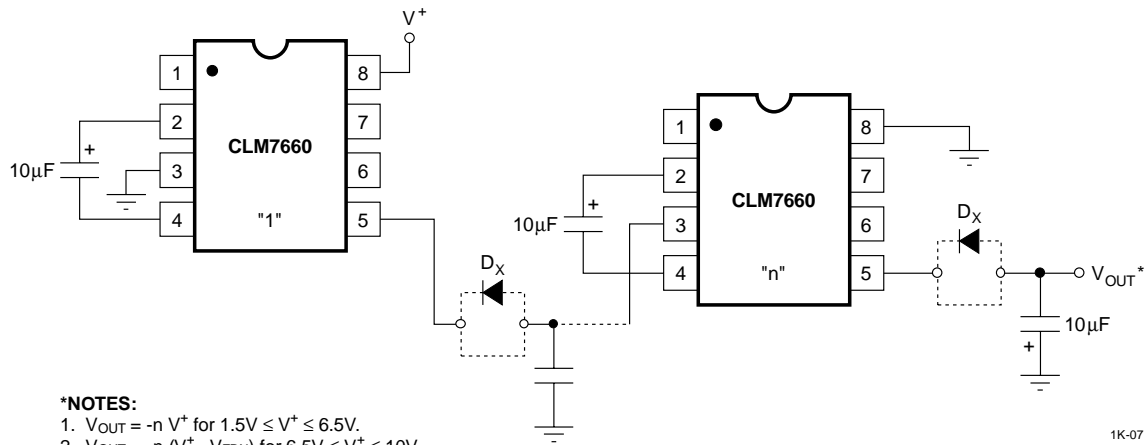 V+
1
8
2
7
CLM7660
3
6
4
5
"1"
10µF
+
DX
1
8
2
7
CLM7660
3
6
4
5
"n"
10µF
+
DX
VOUT*
10µF
+
*NOTES:
1. VOUT = -n V+ for 1.5V ≤ V+ ≤ 6.5V.
1K-07